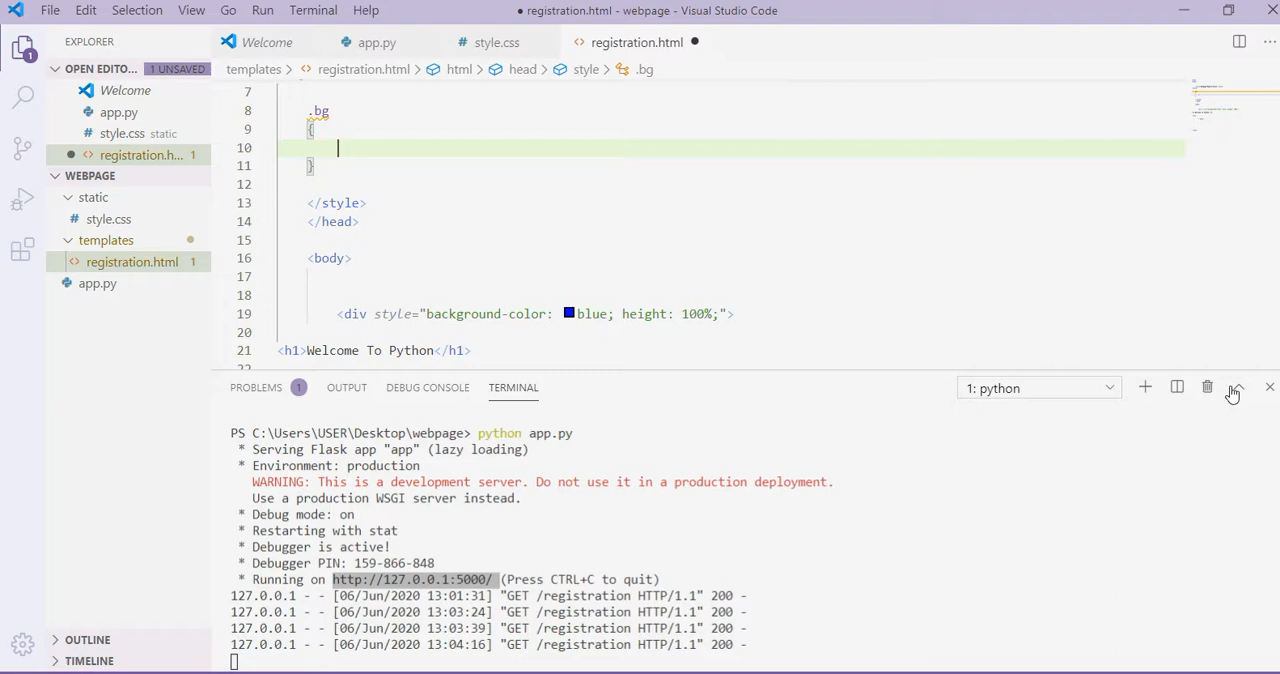 File Edit Selection View Go Run Terminal Help
● registration.html - webpage - Visual Studio Code
EXPLORER
OPEN EDITO... 1 UNSAVED
Welcome
app.py
style.css static
registration.h... 1
WEBPAGE
static
style.css
templates
registration.html 1
app.py
OUTLINE
TIMELINE
Welcome app.py style.css registration.html
templates > registration.html > html > head > style > .bg
7
8 .bg
9 {
10
11 }
12
13 </style>
14 </head>
15
16 <body>
17
18
19 <div style="background-color: blue; height: 100%;">
20
21 <h1>Welcome To Python</h1>
22
PROBLEMS 1 OUTPUT DEBUG CONSOLE TERMINAL 1: python
PS C:\Users\USER\Desktop\webpage> python app.py
* Serving Flask app "app" (lazy loading)
* Environment: production
WARNING: This is a development server. Do not use it in a production deployment.
Use a production WSGI server instead.
* Debug mode: on
* Restarting with stat
* Debugger is active!
* Debugger PIN: 159-866-848
* Running on http://127.0.0.1:5000/ (Press CTRL+C to quit)
127.0.0.1 - - [06/Jun/2020 13:01:31] "GET /registration HTTP/1.1" 200 -
127.0.0.1 - - [06/Jun/2020 13:03:24] "GET /registration HTTP/1.1" 200 -
127.0.0.1 - - [06/Jun/2020 13:03:39] "GET /registration HTTP/1.1" 200 -
127.0.0.1 - - [06/Jun/2020 13:04:16] "GET /registration HTTP/1.1" 200 -